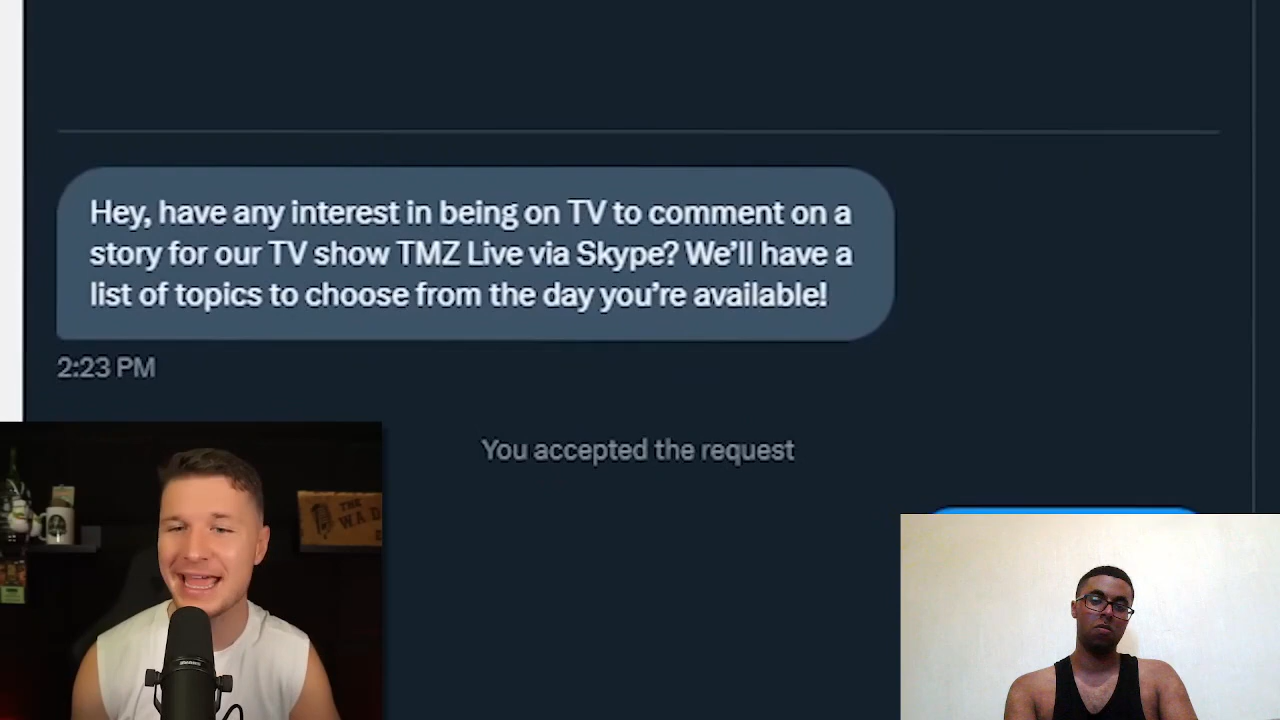 Hey, have any interest in being on TV to comment on a
story for our TV show TMZ Live via Skype? We'll have a
list of topics to choose from the day you're available!
2:23 PM
You accepted the request
THE
WAD